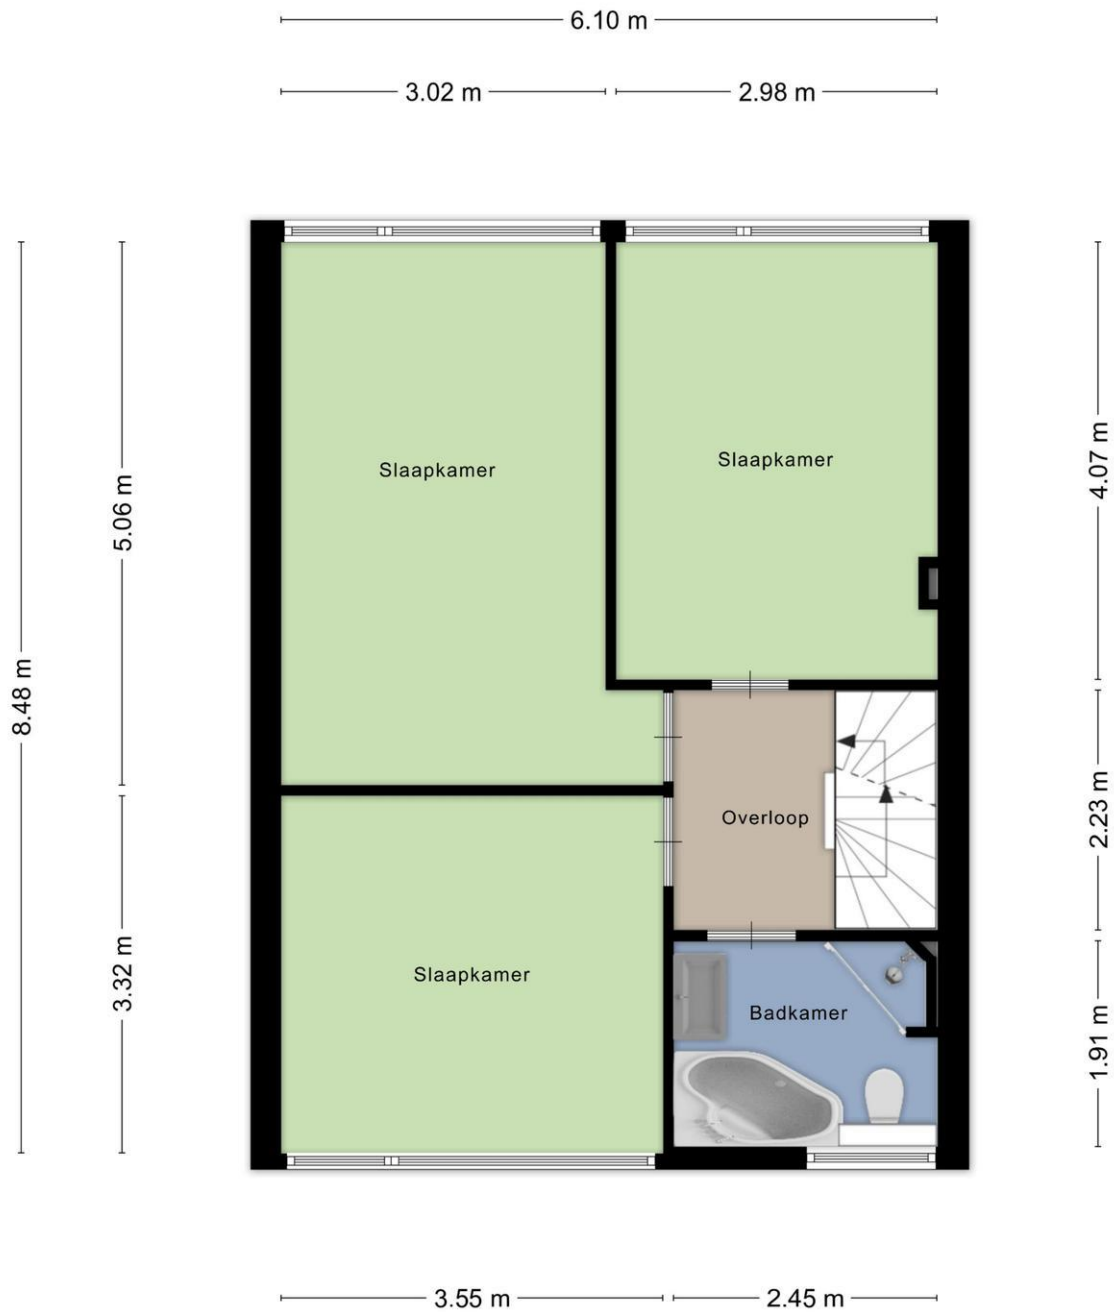 6.10 m
3.02 m
2.98 m
8.48 m
5.06 m
3.32 m
Slaapkamer
Slaapkamer
Overloop
Slaapkamer
Badkamer
4.07 m
2.23 m
1.91 m
3.55 m
2.45 m